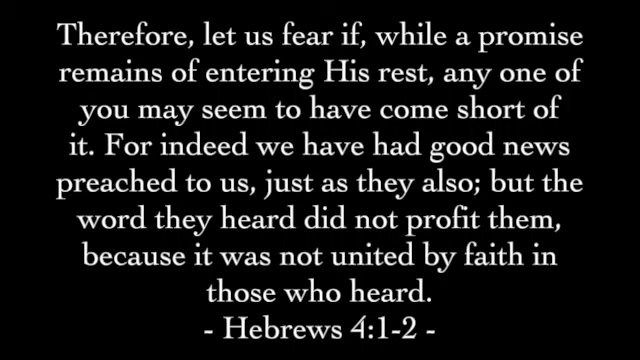 Therefore, let us fear if, while a promise
remains of entering His rest, any one of
you may seem to have come short of
it. For indeed we have had good news
preached to us, just as they also; but the
word they heard did not profit them,
because it was not united by faith in
those who heard.
- Hebrews 4:1-2 -